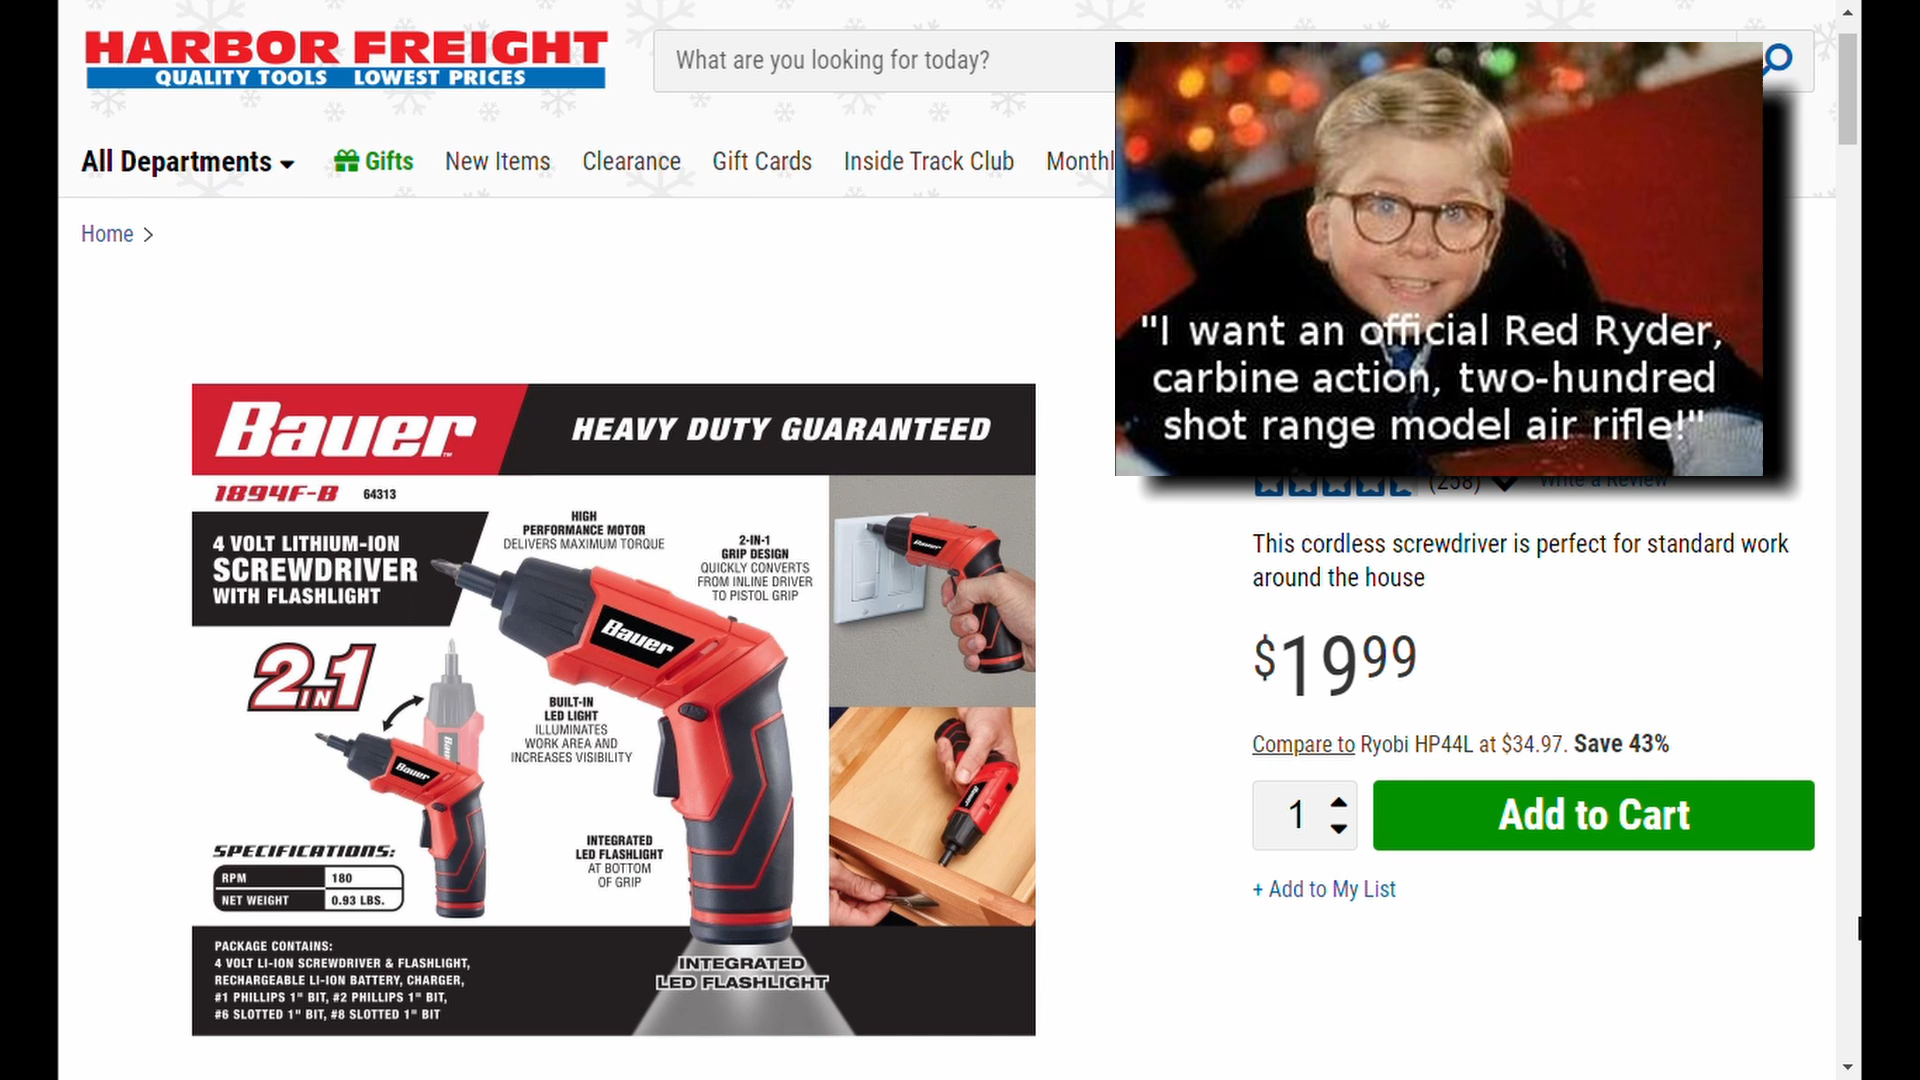 HARBOR FREIGHT
QUALITY TOOLS LOWEST PRICES
What are you looking for today?
All Departments
Gifts
New Items
Clearance
Gift Cards
Inside Track Club
Monthl
Home >
"I want an official Red Ryder,
carbine action, two-hundred
shot range model air rifle!"
Bauer™
HEAVY DUTY GUARANTEED
1894F-B 64313
4 VOLT LITHIUM-ION
SCREWDRIVER
WITH FLASHLIGHT
HIGH
PERFORMANCE MOTOR
DELIVERS MAXIMUM TORQUE
2-IN-1
GRIP DESIGN
QUICKLY CONVERTS
FROM INLINE DRIVER
TO PISTOL GRIP
Bauer
Bauer
2 IN 1
Bau
Bauer
BUILT-IN
LED LIGHT
ILLUMINATES
WORK AREA AND
INCREASES VISIBILITY
Bauer
INTEGRATED
LED FLASHLIGHT
AT BOTTOM
OF GRIP
SPECIFICATIONS:
RPM 180
NET WEIGHT 0.93 LBS.
PACKAGE CONTAINS:
4 VOLT LI-ION SCREWDRIVER & FLASHLIGHT,
RECHARGEABLE LI-ION BATTERY, CHARGER,
#1 PHILLIPS 1" BIT, #2 PHILLIPS 1" BIT,
#6 SLOTTED 1" BIT, #8 SLOTTED 1" BIT
INTEGRATED
LED FLASHLIGHT
(258) Write a Review
This cordless screwdriver is perfect for standard work
around the house
$1999
Compare to Ryobi HP44L at $34.97. Save 43%
1
Add to Cart
+ Add to My List